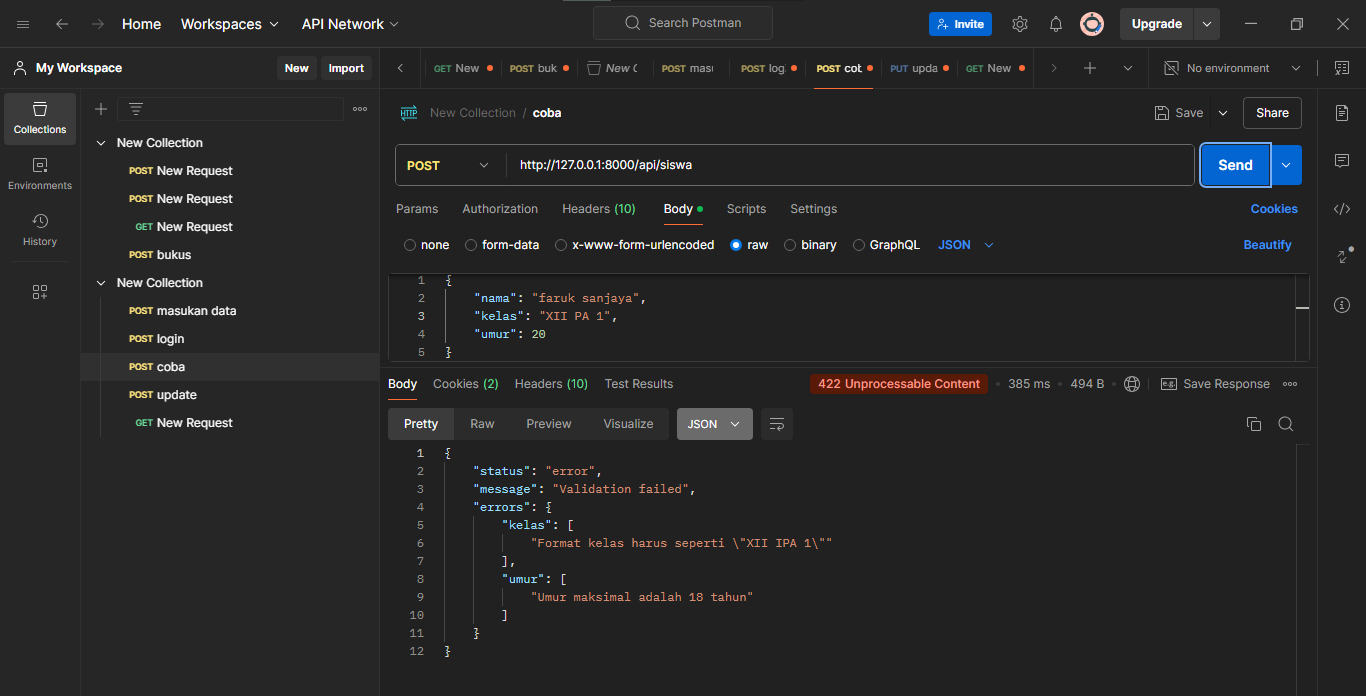 Home Workspaces API Network Search Postman Invite Upgrade
My Workspace New Import
GET New POST buk New C POST mas POST log POST cob PUT upda GET New No environment
Collections
Environments
History
New Collection
POST New Request
POST New Request
GET New Request
POST bukus
New Collection
POST masukan data
POST login
POST coba
POST update
GET New Request
HTTP New Collection / coba Save Share
POST http://127.0.0.1:8000/api/siswa Send
Params Authorization Headers (10) Body Scripts Settings Cookies
none form-data x-www-form-urlencoded raw binary GraphQL JSON Beautify
1 {
2 "nama": "faruk sanjaya",
3 "kelas": "XII PA 1",
4 "umur": 20
5 }
Body Cookies (2) Headers (10) Test Results 422 Unprocessable Content 385 ms 494 B e.g. Save Response
Pretty Raw Preview Visualize JSON
1 {
2 "status": "error",
3 "message": "Validation failed",
4 "errors": {
5 "kelas": [
6 "Format kelas harus seperti \"XII IPA 1\""
7 ],
8 "umur": [
9 "Umur maksimal adalah 18 tahun"
10 ]
11 }
12 }